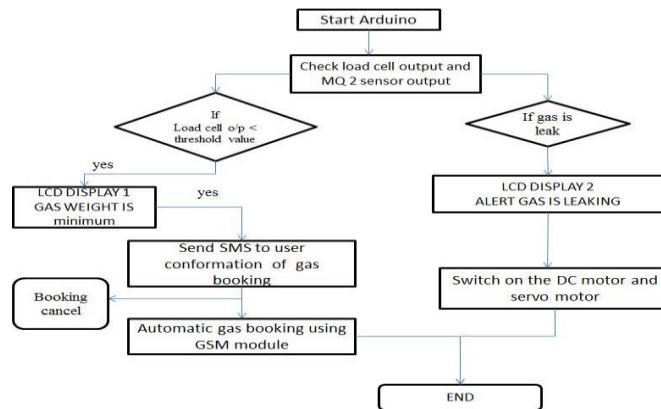 Start Arduino
Check load cell output and
MQ 2 sensor output
If
Load cell o/p <
threshold value
If gas is
leak
yes
LCD DISPLAY 1
GAS WEIGHT IS
minimum
yes
LCD DISPLAY 2
ALERT GAS IS LEAKING
Send SMS to user
conformation of gas
booking
Switch on the DC motor and
servo motor
Booking
cancel
Automatic gas booking using
GSM module
END